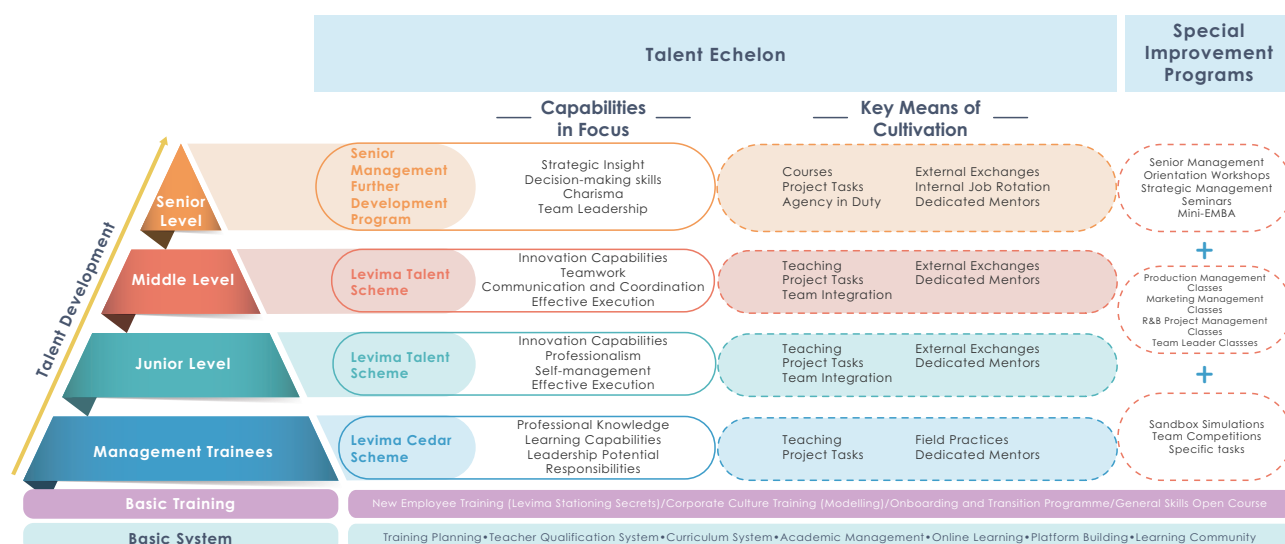 Talent Echelon
Special
Improvement
Programs
Capabilities
in Focus
Key Means of
Cultivation
Talent Development
Senior
Level
Senior
Management
Further
Development
Program
Strategic Insight
Decision-making skills
Charisma
Team Leadership
Courses
Project Tasks
Agency in Duty
External Exchanges
Internal Job Rotation
Dedicated Mentors
Senior Management
Orientation Workshops
Strategic Management
Seminars
Mini-EMBA
+
Middle Level
Levima Talent
Scheme
Innovation Capabilities
Teamwork
Communication and Coordination
Effective Execution
Teaching
Project Tasks
Team Integration
External Exchanges
Dedicated Mentors
Production Management
Classes
Marketing Management
Classes
R&B Project Management
Classes
Team Leader Classses
+
Junior Level
Levima Talent
Scheme
Innovation Capabilities
Professionalism
Self-management
Effective Execution
Teaching
Project Tasks
Team Integration
External Exchanges
Dedicated Mentors
Management Trainees
Levima Cedar
Scheme
Professional Knowledge
Learning Capabilities
Leadership Potential
Responsibilities
Teaching
Project Tasks
Field Practices
Dedicated Mentors
Sandbox Simulations
Team Competitions
Specific tasks
Basic Training
New Employee Training (Levima Stationing Secrets)/Corporate Culture Training (Modelling)/Onboarding and Transition Programme/General Skills Open Course
Basic System
Training Planning•Teacher Qualification System•Curriculum System•Academic Management•Online Learning•Platform Building•Learning Community